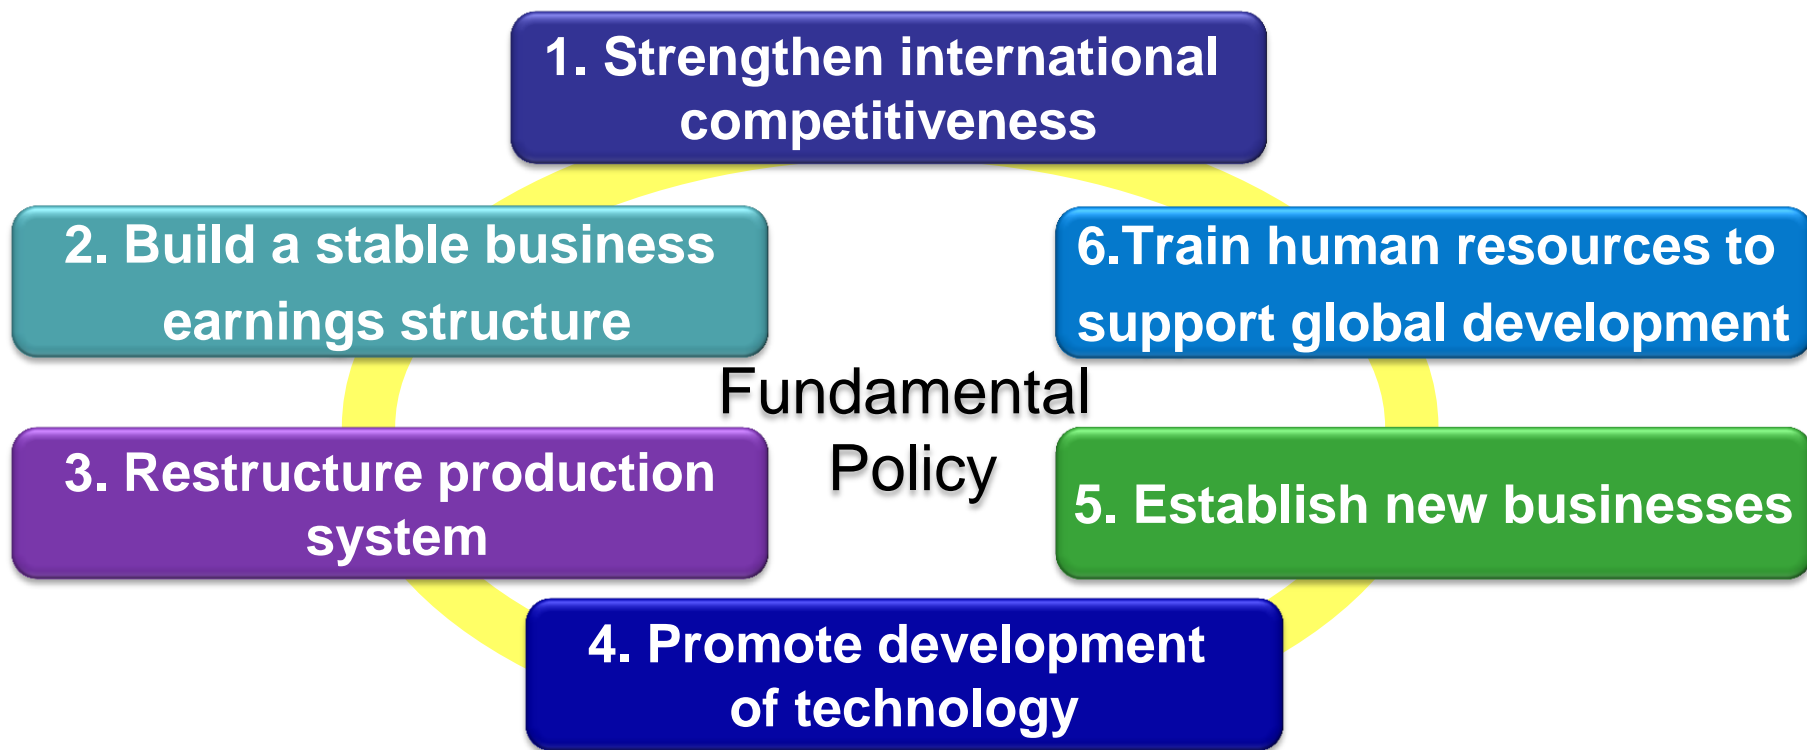 1. Strengthen international
competitiveness
2. Build a stable business
earnings structure
6.Train human resources to
support global development
Fundamental
Policy
3. Restructure production
system
5. Establish new businesses
4. Promote development
of technology